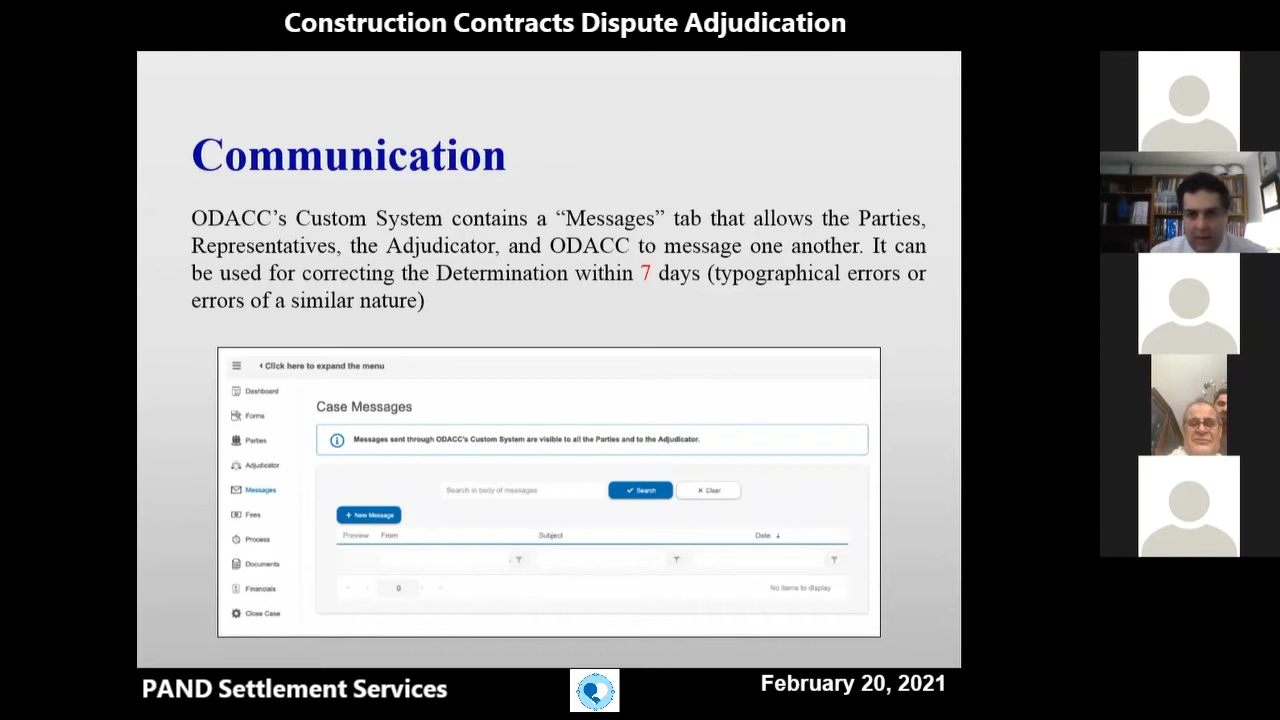 Construction Contracts Dispute Adjudication
Communication
ODACC’s Custom System contains a “Messages” tab that allows the Parties,
Representatives, the Adjudicator, and ODACC to message one another. It can
be used for correcting the Determination within 7 days (typographical errors or
errors of a similar nature)
Click here to expand the menu
Dashboard
Forms
Parties
Adjudicator
Messages
Fees
Process
Documents
Financials
Close Case
Case Messages
Messages sent through ODACC's Custom System are visible to all the Parties and to the Adjudicator.
Search in body of messages
Search
Clear
+ New Message
Preview From Subject Date ↓
0
No items to display
PAND Settlement Services
February 20, 2021